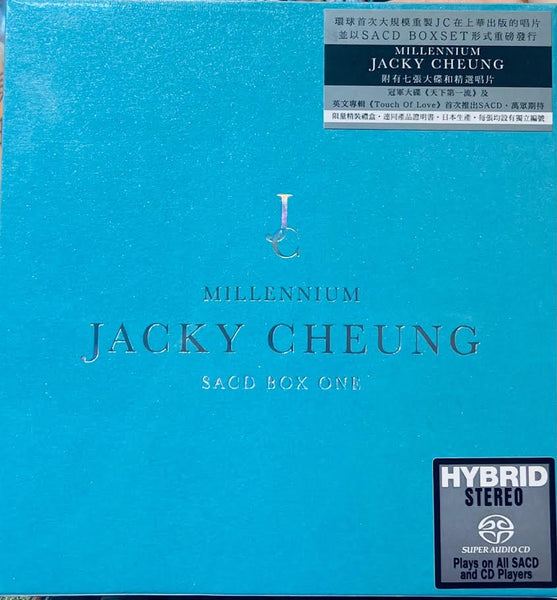 環球首次大規模重製JC在上華出版的唱片
並以SACD BOXSET形式重磅發行
MILLENNIUM
JACKY CHEUNG
附有七張大碟和精選唱片
冠軍大碟《天下第一流》及
英文專輯《Touch Of Love》首次推出SACD，萬眾期待
限量精裝禮盒，連同產品證明書，日本生產，每張均設有獨立編號
JC
MILLENNIUM
JACKY CHEUNG
SACD BOX ONE
HYBRID
STEREO
SUPER AUDIO CD
Plays on All SACD
and CD Players